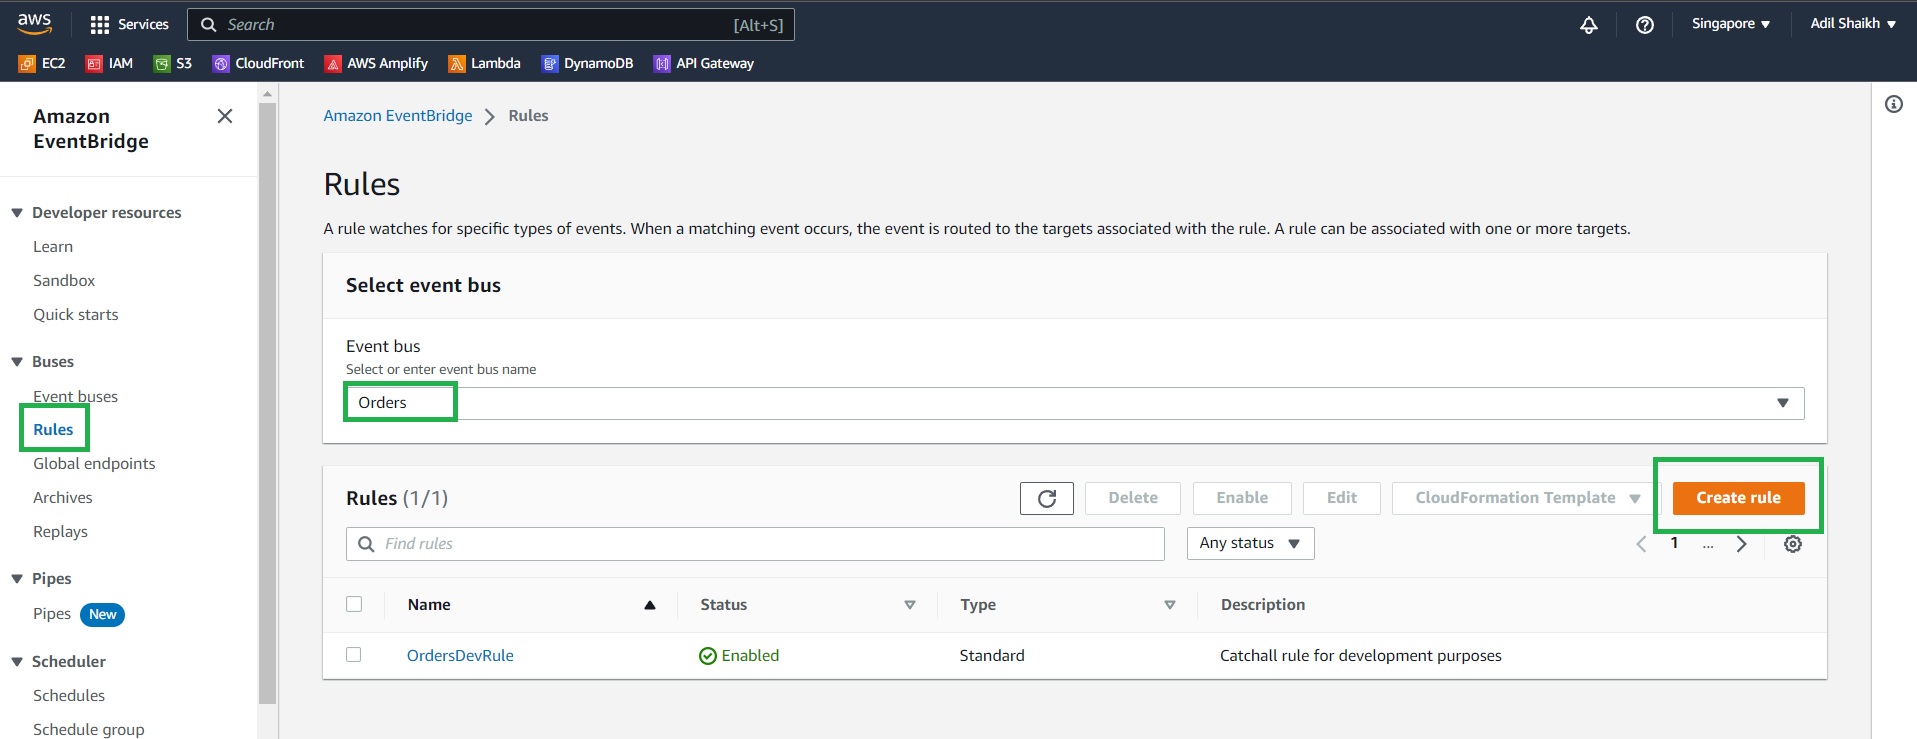 aws
Services
Search
[Alt+S]
Singapore
Adil Shaikh
EC2
IAM
S3
CloudFront
AWS Amplify
Lambda
DynamoDB
API Gateway
Amazon
EventBridge
Developer resources
Learn
Sandbox
Quick starts
Buses
Event buses
Rules
Global endpoints
Archives
Replays
Pipes
Pipes New
Scheduler
Schedules
Schedule group
Amazon EventBridge
Rules
Rules
A rule watches for specific types of events. When a matching event occurs, the event is routed to the targets associated with the rule. A rule can be associated with one or more targets.
Select event bus
Event bus
Select or enter event bus name
Orders
Rules (1/1)
Delete
Enable
Edit
CloudFormation Template
Create rule
Find rules
Any status
1
...
Name
Status
Type
Description
OrdersDevRule
Enabled
Standard
Catchall rule for development purposes